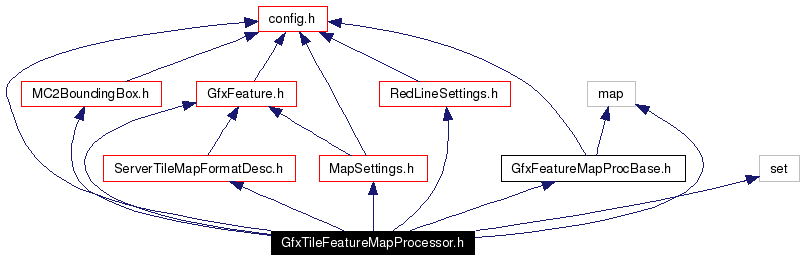 config.h
MC2BoundingBox.h
GfxFeature.h
RedLineSettings.h
map
ServerTileMapFormatDesc.h
MapSettings.h
GfxFeatureMapProcBase.h
set
GfxTileFeatureMapProcessor.h